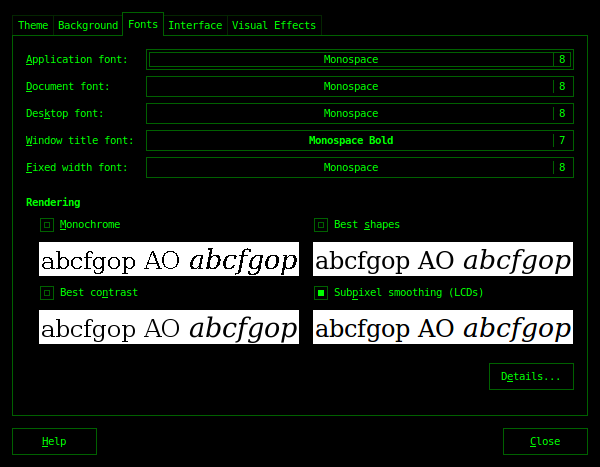 Theme Background Fonts Interface Visual Effects
Application font: Monospace 8
Document font: Monospace 8
Desktop font: Monospace 8
Window title font: Monospace Bold 7
Fixed width font: Monospace 8
Rendering
Monochrome Best shapes
abcfgop AO abcfgop abcfgop AO abcfgop
Best contrast Subpixel smoothing (LCDs)
abcfgop AO abcfgop abcfgop AO abcfgop
Details...
Help Close